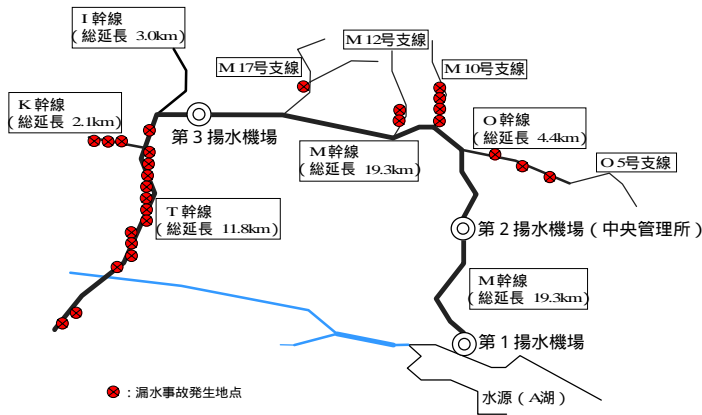 I 幹線
(総延長 3.0km)
M 12号支線
M 17号支線
M 10号支線
K 幹線
(総延長 2.1km)
第3揚水機場
M 幹線
(総延長 19.3km)
O 幹線
(総延長 4.4km)
O 5号支線
T 幹線
(総延長 11.8km)
第2揚水機場(中央管理所)
M 幹線
(総延長 19.3km)
第1揚水機場
:漏水事故発生地点
水源(A湖)